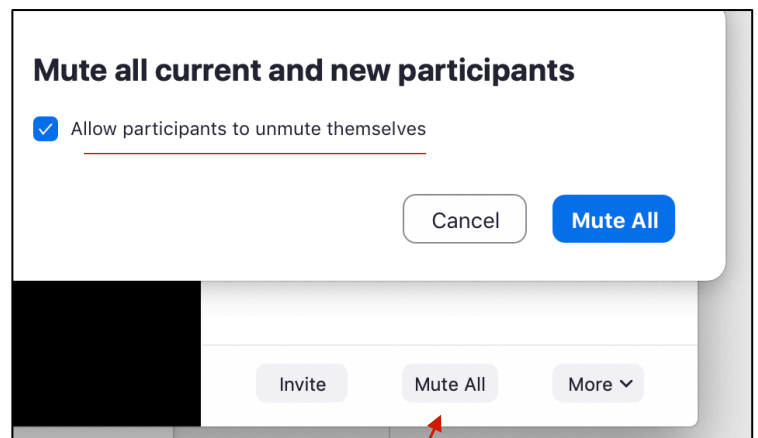 Mute all current and new participants
Allow participants to unmute themselves
Cancel Mute All
Invite Mute All More